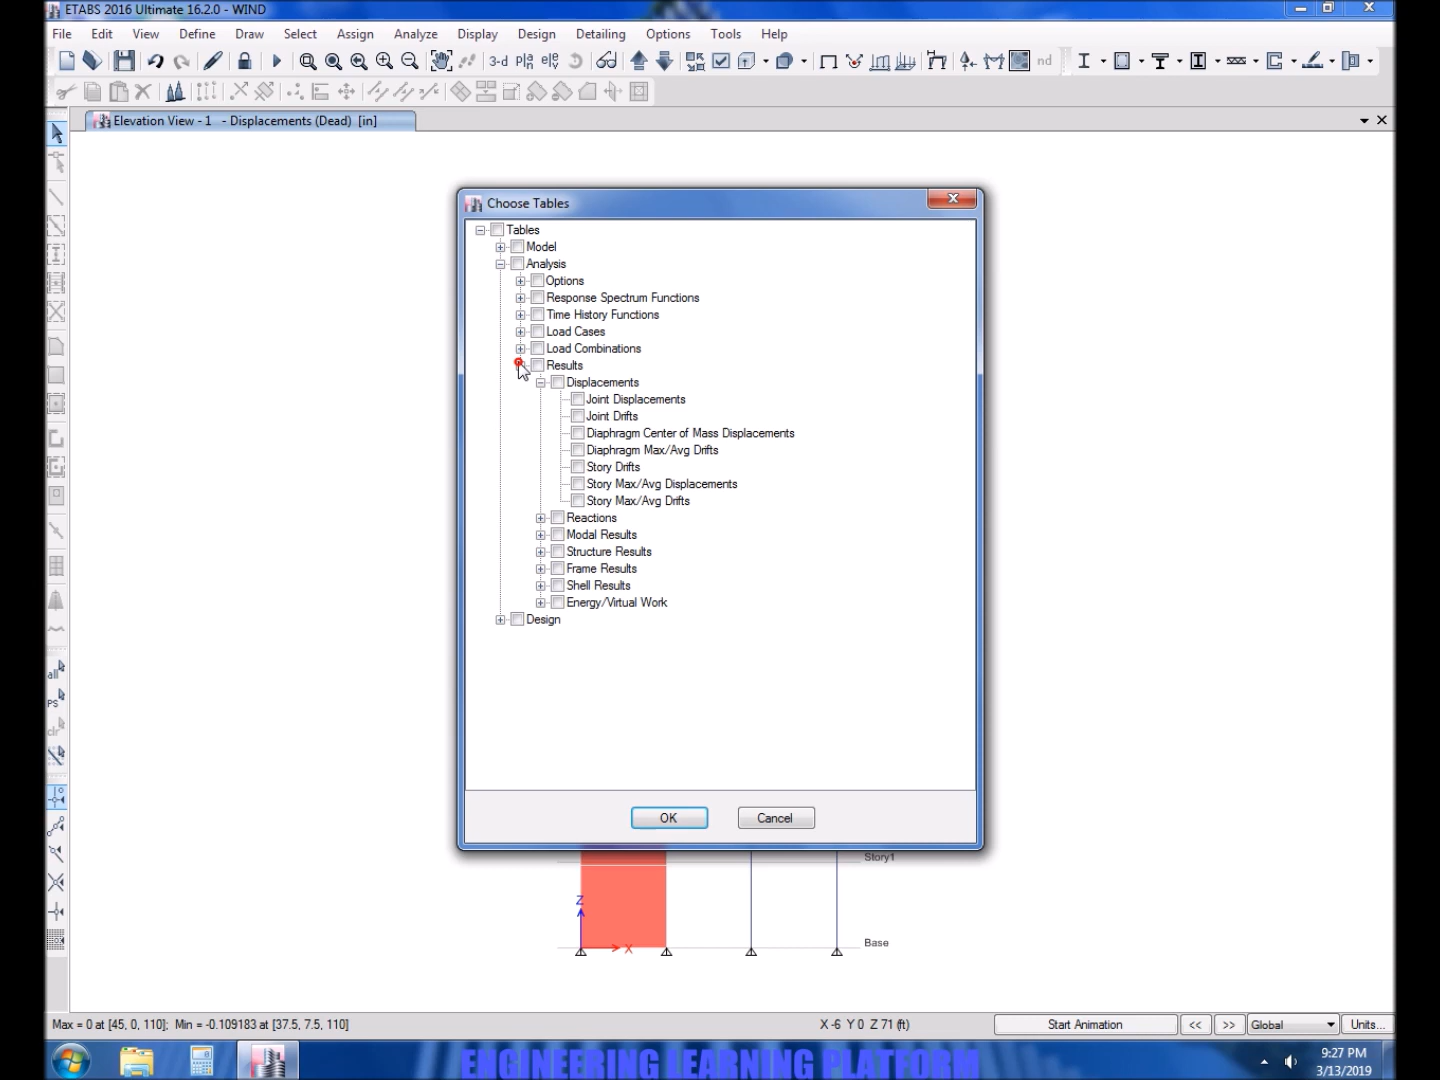 ETABS 2016 Ultimate 16.2.0 - WIND
File Edit View Define Draw Select Assign Analyze Display Design Detailing Options Tools Help
3-d nd
Elevation View - 1 - Displacements (Dead) [in]
all
PS
clr
Choose Tables
Tables
Model
Analysis
Options
Response Spectrum Functions
Time History Functions
Load Cases
Load Combinations
Results
Displacements
Joint Displacements
Joint Drifts
Diaphragm Center of Mass Displacements
Diaphragm Max/Avg Drifts
Story Drifts
Story Max/Avg Displacements
Story Max/Avg Drifts
Reactions
Modal Results
Structure Results
Frame Results
Shell Results
Energy/Virtual Work
Design
OK Cancel
Story1
Z
X
Base
Max = 0 at [45, 0, 110]; Min = -0.109183 at [37.5, 7.5, 110] X -6 Y 0 Z 71 (ft) Start Animation << >> Global Units...
ENGINEERING LEARNING PLATFORM
9:27 PM
3/13/2019